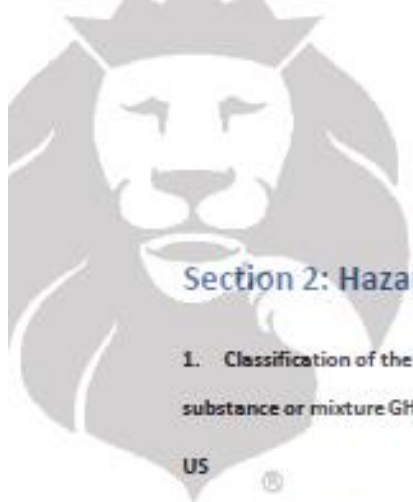 Section 2: Haza
1. Classification of the
substance or mixture GH
US
®